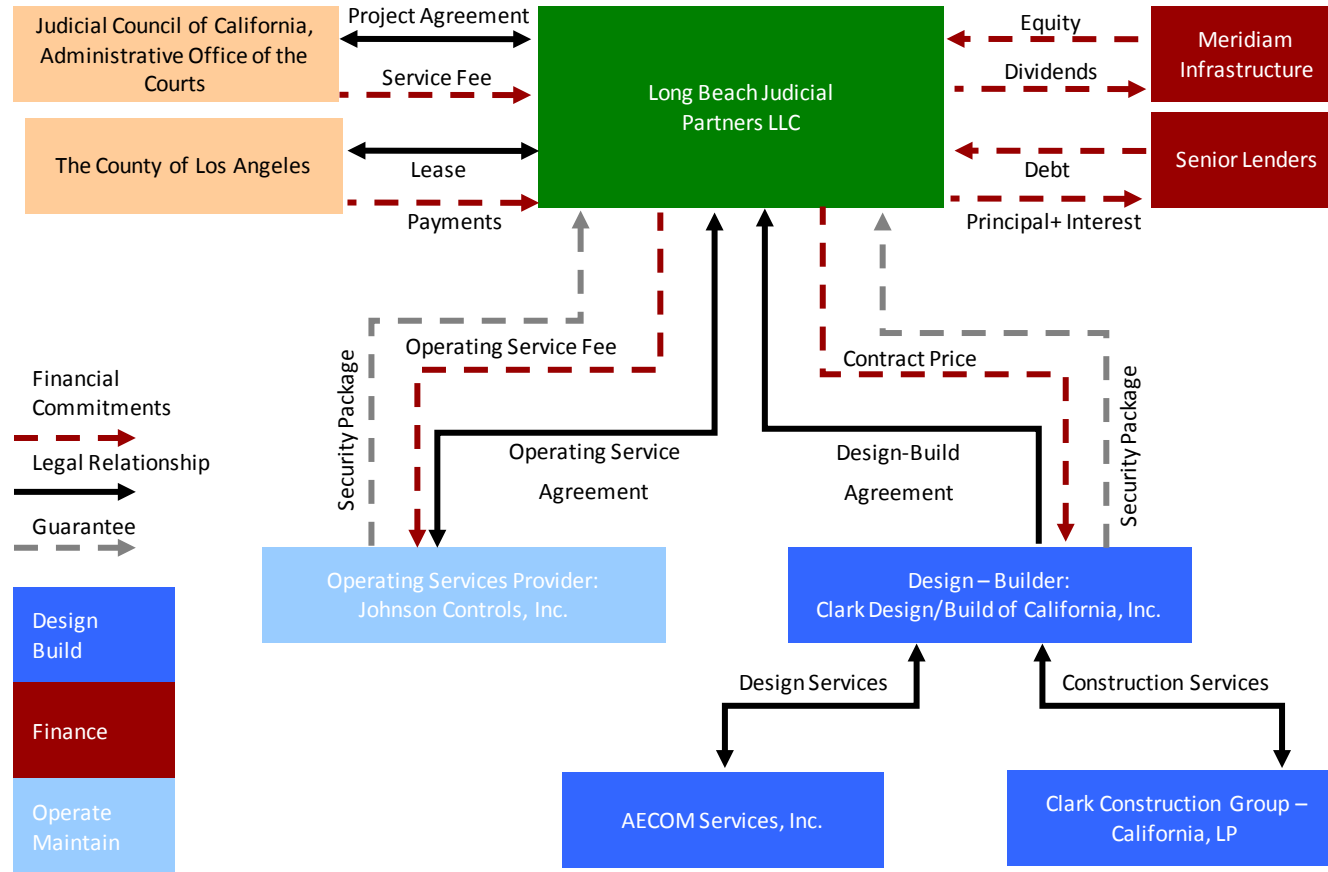 Judicial Council of California,
Administrative Office of the
Courts
Project Agreement
Service Fee
Long Beach Judicial
Partners LLC
Equity
Dividends
Meridiam
Infrastructure
The County of Los Angeles
Lease
Payments
Debt
Principal+ Interest
Senior Lenders
Security Package
Operating Service Fee
Contract Price
Security Package
Operating Service
Agreement
Design-Build
Agreement
Financial
Commitments
Legal Relationship
Guarantee
Operating Services Provider:
Johnson Controls, Inc.
Design – Builder:
Clark Design/Build of California, Inc.
Design
Build
Finance
Operate
Maintain
Design Services
Construction Services
AECOM Services, Inc.
Clark Construction Group –
California, LP